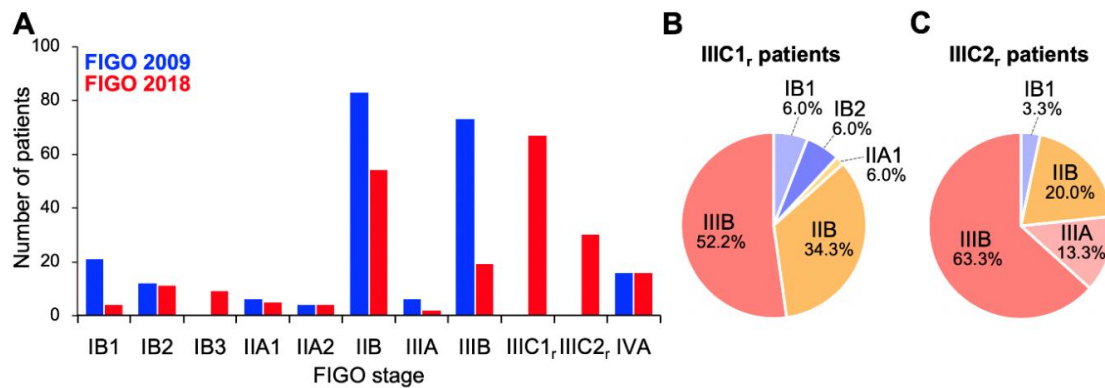 A
FIGO 2009
FIGO 2018
Number of patients
100
80
60
40
20
0
IB1 IB2 IB3 IIA1 IIA2 IIB IIIA IIIB IIIC1r IIIC2r IVA
FIGO stage
B
IIIC1r patients
IB1
6.0%
IB2
6.0%
IIA1
6.0%
IIB
34.3%
IIIB
52.2%
C
IIIC2r patients
IB1
3.3%
IIB
20.0%
IIIA
13.3%
IIIB
63.3%